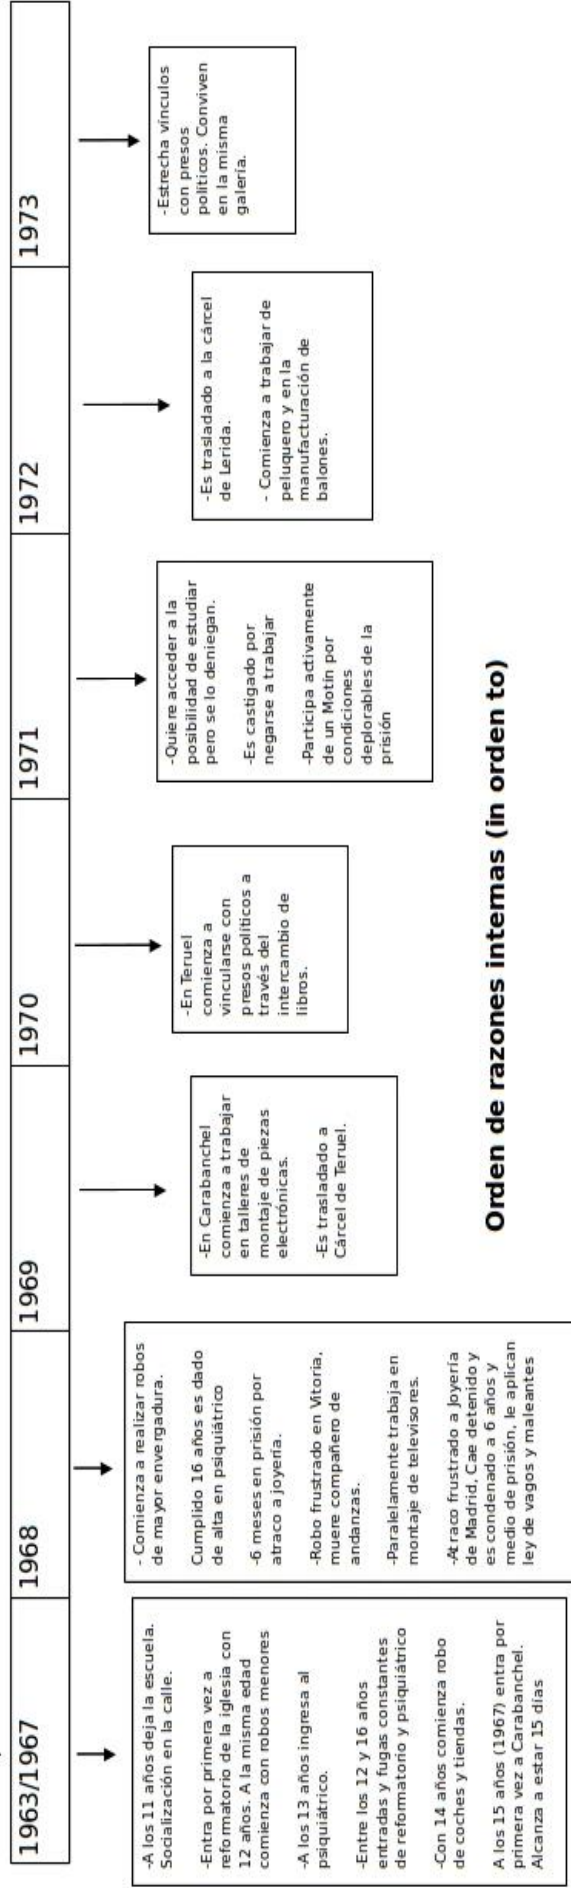 1963/1967
1968
1969
1970
1971
1972
1973
-A los 11 años deja la escuela.
Socialización en la calle.
-Entra por primera vez a
reformatorio de la iglesia con
12 años. A la misma edad
comienza con robos menores
-A los 13 años ingresa al
psiquiátrico.
-Entre los 12 y 16 años
entradas y fugas constantes
de reformatorio y psiquiátrico
-Con 14 años comienza robo
de coches y tiendas.
A los 15 años (1967) entra por
primera vez a Carabanchel.
Alcanza a estar 15 días
- Comienza a realizar robos
de mayor envergadura.
Cumplido 16 años es dado
de alta en psiquiátrico
-6 meses en prisión por
atraco a joyería.
-Robo frustrado en Vitoria,
muere compañero de
andanzas.
-Paralelamente trabaja en
montaje de televisores.
-Atraco frustrado a Joyería
de Madrid, Cae detenido y
es condenado a 6 años y
medio de prisión, le aplican
ley de vagos y maleantes
-En Carabanchel
comienza a trabajar
en talleres de
montaje de piezas
electrónicas.
-Es trasladado a
Cárcel de Teruel.
-En Teruel
comienza a
vincularse con
presos políticos a
través del
intercambio de
libros.
-Quiere acceder a la
posibilidad de estudiar
pero se lo deniegan.
-Es castigado por
negarse a trabajar
-Participa activamente
de un Motín por
condiciones
deplorables de la
prisión
-Es trasladado a la cárcel
de Lerida.
- Comienza a trabajar de
peluquero y en la
manufacturación de
balones.
-Estrecha vínculos
con presos
políticos. Conviven
en la misma
galería.
Orden de razones internas (in orden to)